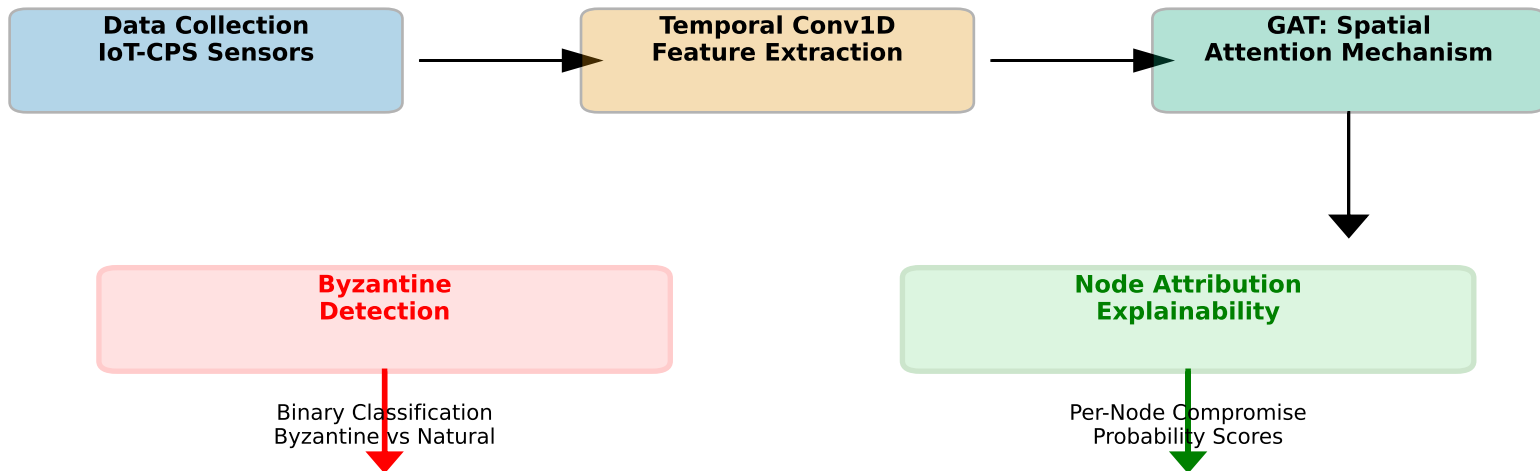 Data Collection
IoT-CPS Sensors
Temporal Conv1D
Feature Extraction
GAT: Spatial
Attention Mechanism
Byzantine
Detection
Node Attribution
Explainability
Binary Classification
Byzantine vs Natural
Per-Node Compromise
Probability Scores